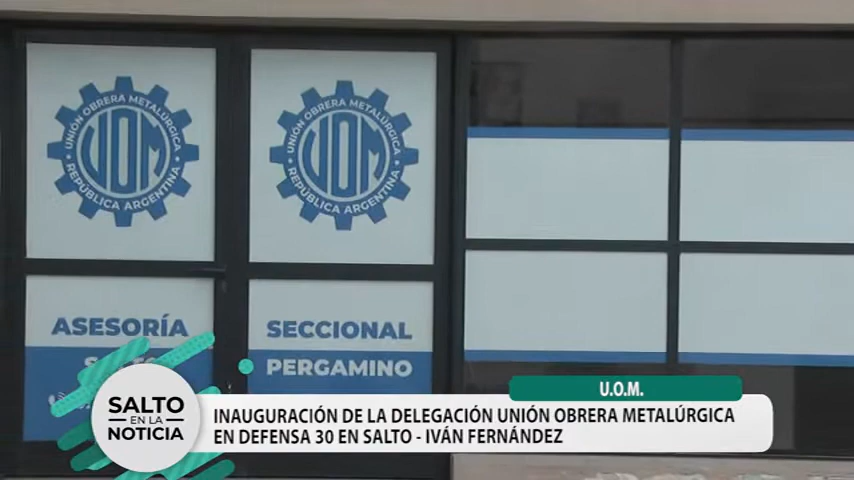 UNIÓN OBRERA METALÚRGICA
UOM
REPÚBLICA ARGENTINA
UNIÓN OBRERA METALÚRGICA
UOM
REPÚBLICA ARGENTINA
ASESORÍA
SECCIONAL
PERGAMINO
U.O.M.
SALTO
EN LA
NOTICIA
INAUGURACIÓN DE LA DELEGACIÓN UNIÓN OBRERA METALÚRGICA
EN DEFENSA 30 EN SALTO - IVÁN FERNÁNDEZ